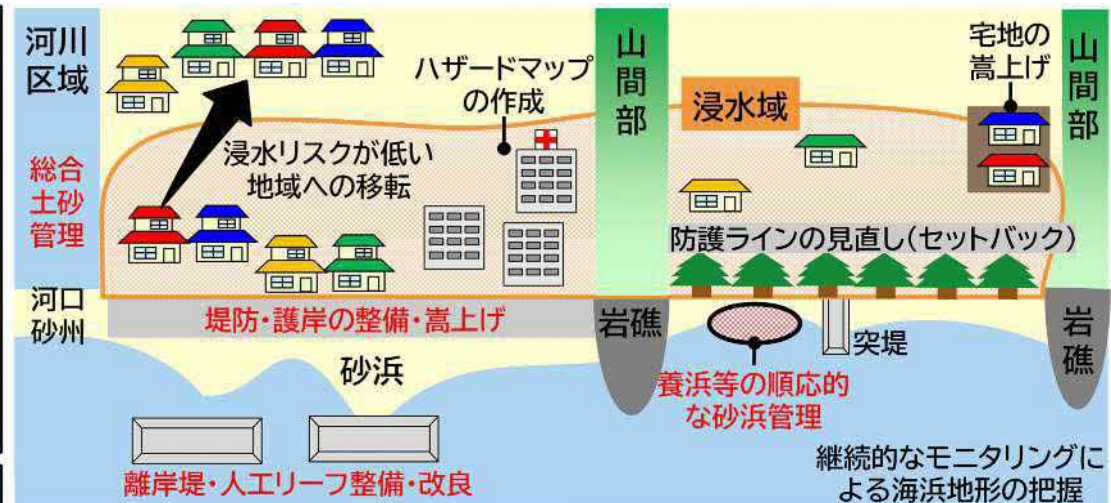 河川
区域
総合
土砂
管理
河口
砂州
ハザードマップ
の作成
浸水リスクが低い
地域への移転
堤防・護岸の整備・嵩上げ
砂浜
離岸堤・人工リーフ整備・改良
山間部
岩礁
浸水域
宅地の
嵩上げ
防護ラインの見直し(セットバック)
突堤
養浜等の順応的
な砂浜管理
山間部
岩礁
継続的なモニタリングに
よる海浜地形の把握